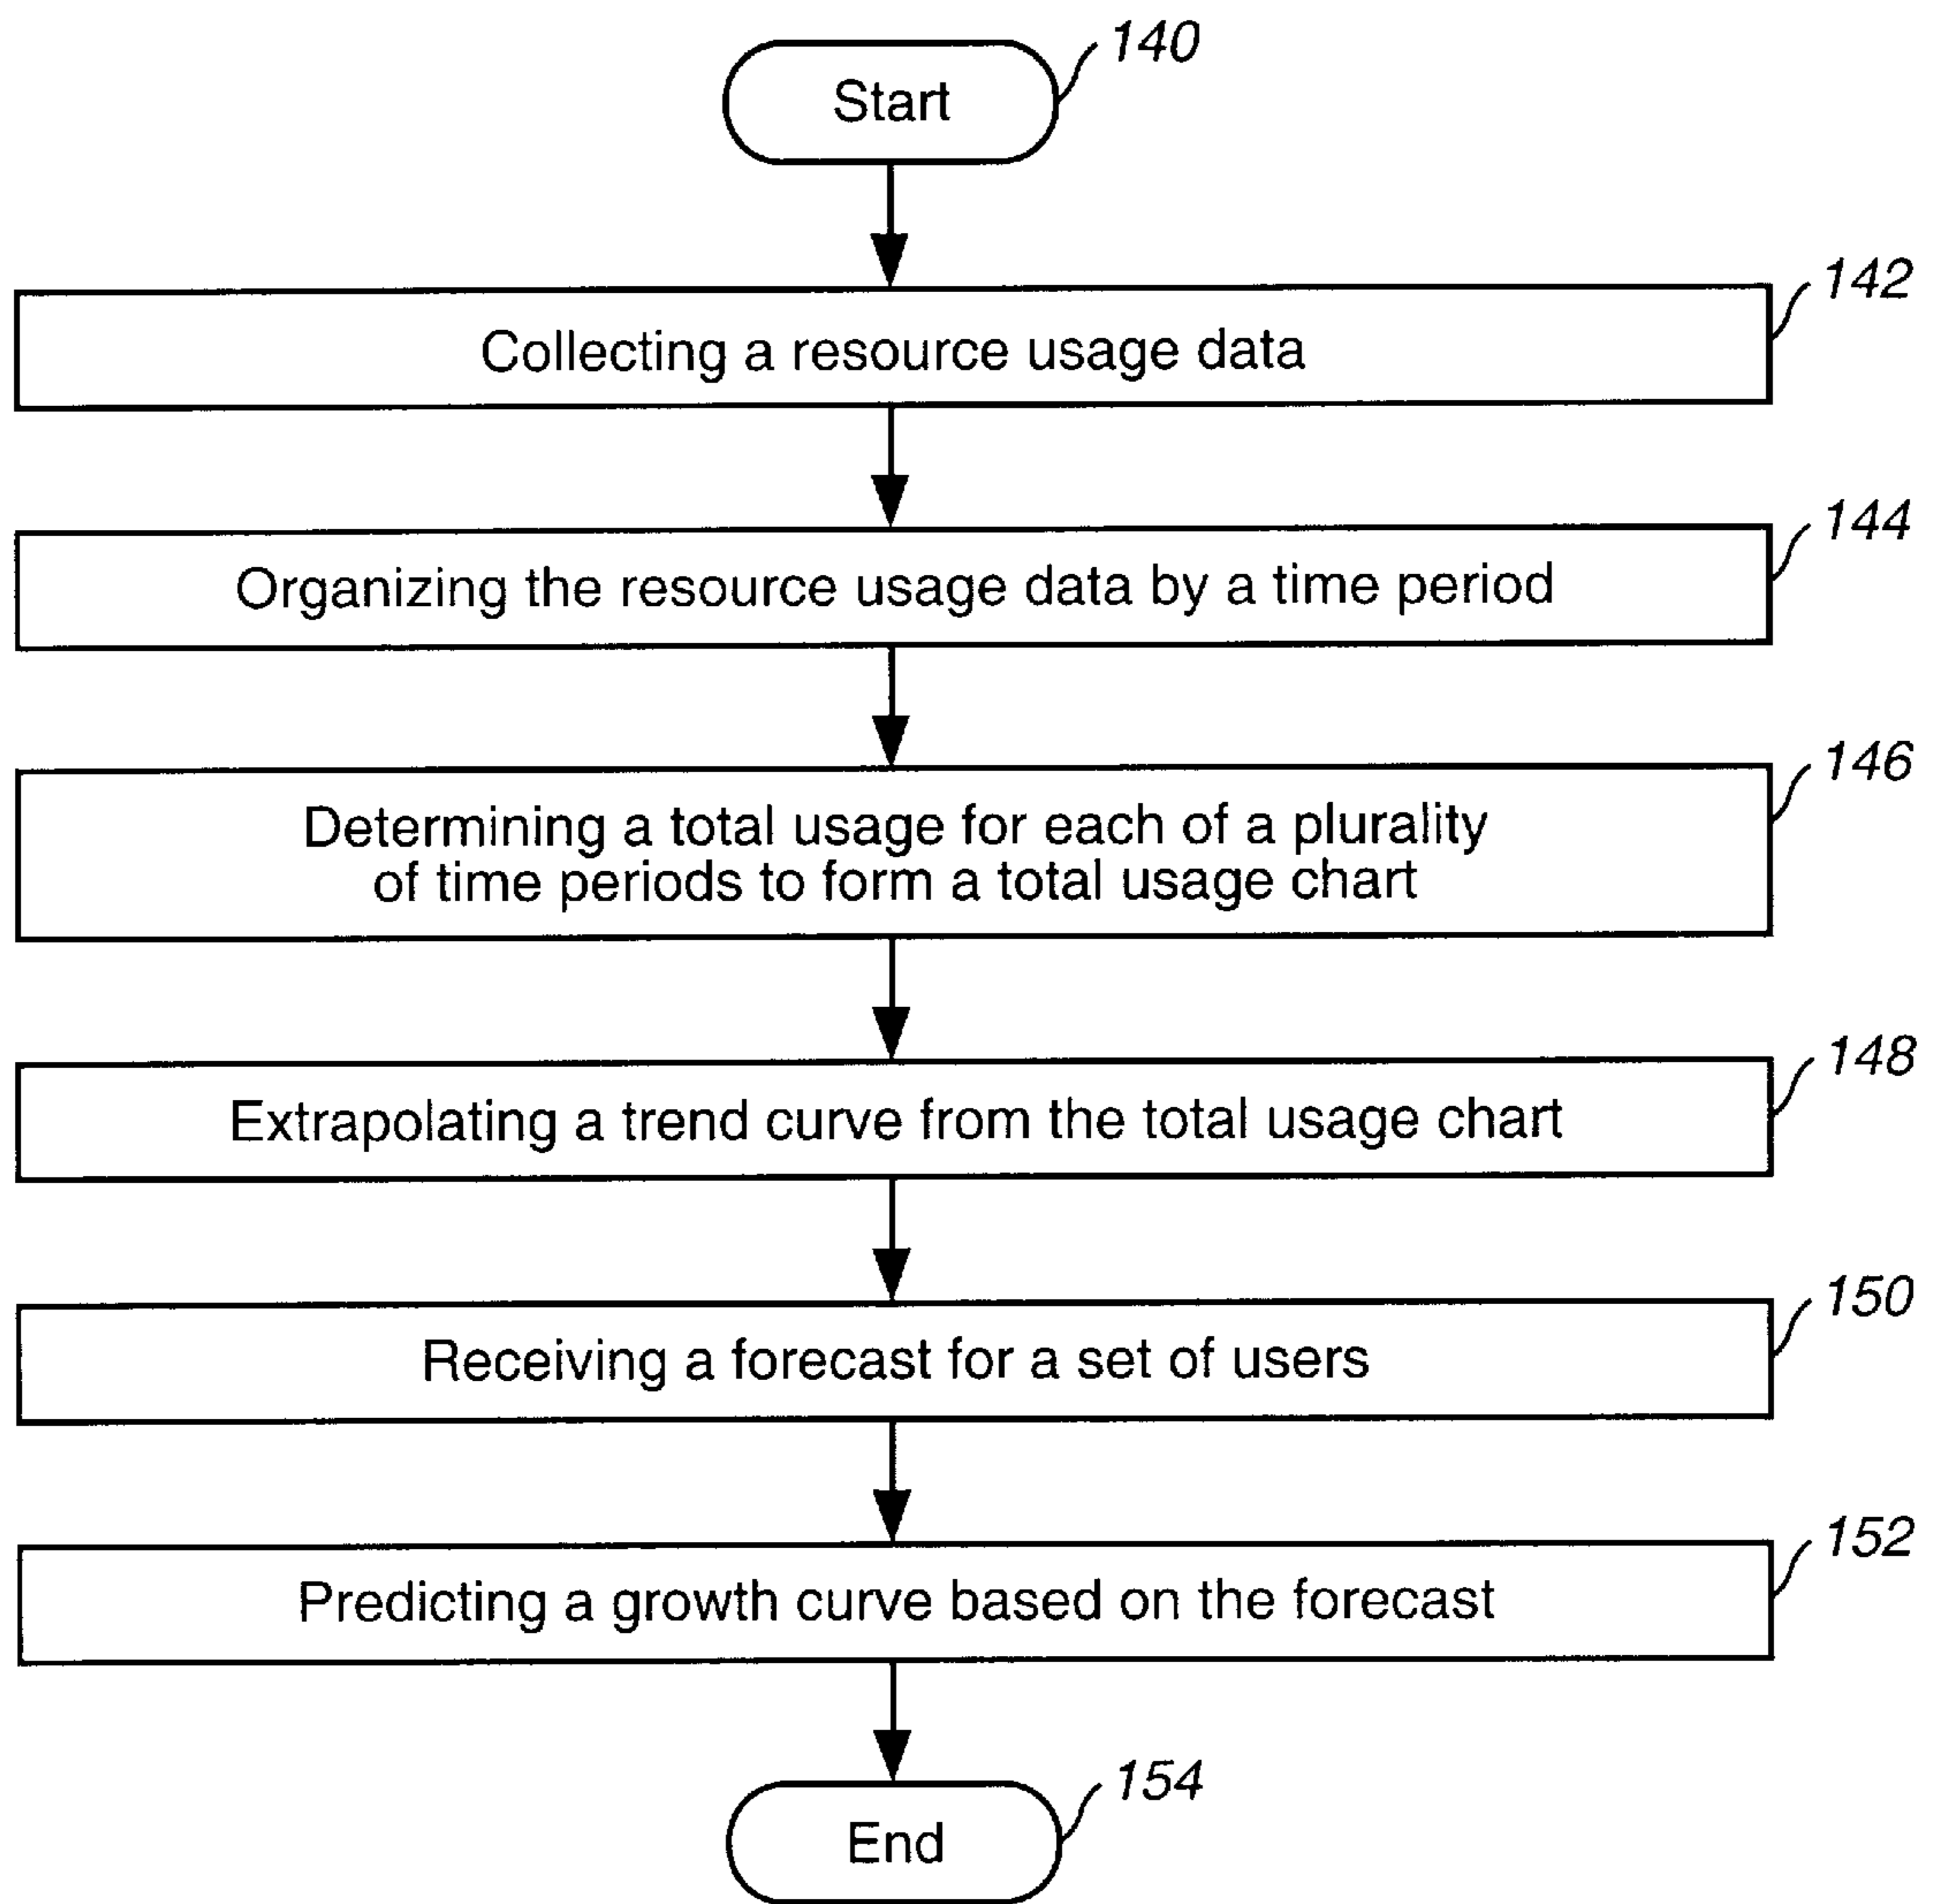 140
Start
142
Collecting a resource usage data
144
Organizing the resource usage data by a time period
146
Determining a total usage for each of a plurality
of time periods to form a total usage chart
148
Extrapolating a trend curve from the total usage chart
150
Receiving a forecast for a set of users
152
Predicting a growth curve based on the forecast
154
End